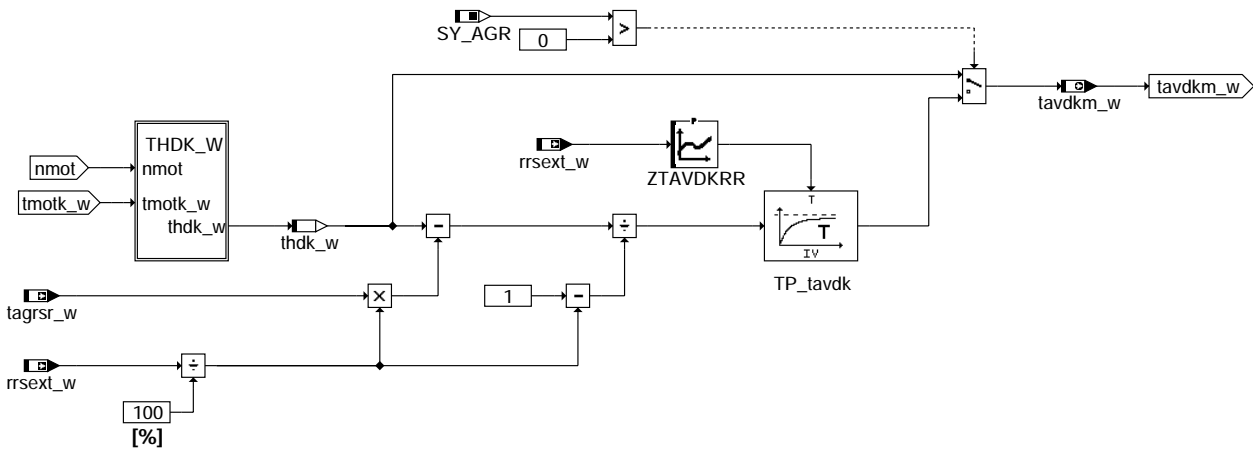 SY_AGR
0
>
tavdkm_w
tavdkm_w
P
rrsext_w
ZTAVDKRR
THDK_W
nmot
nmot
tmotk_w
tmotk_w
thdk_w
thdk_w
-
÷
T
T
IV
TP_tavdk
tagrsr_w
×
1
-
rrsext_w
÷
100
[%]